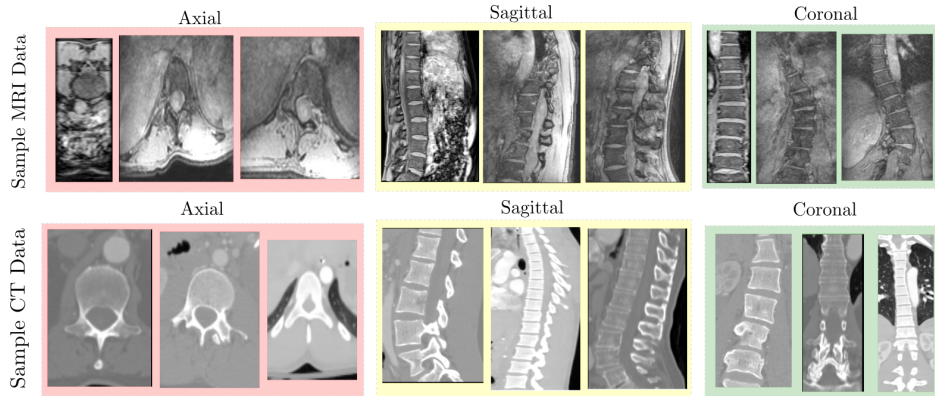 Axial
Sagittal
Coronal
Sample MRI Data
Axial
Sagittal
Coronal
Sample CT Data